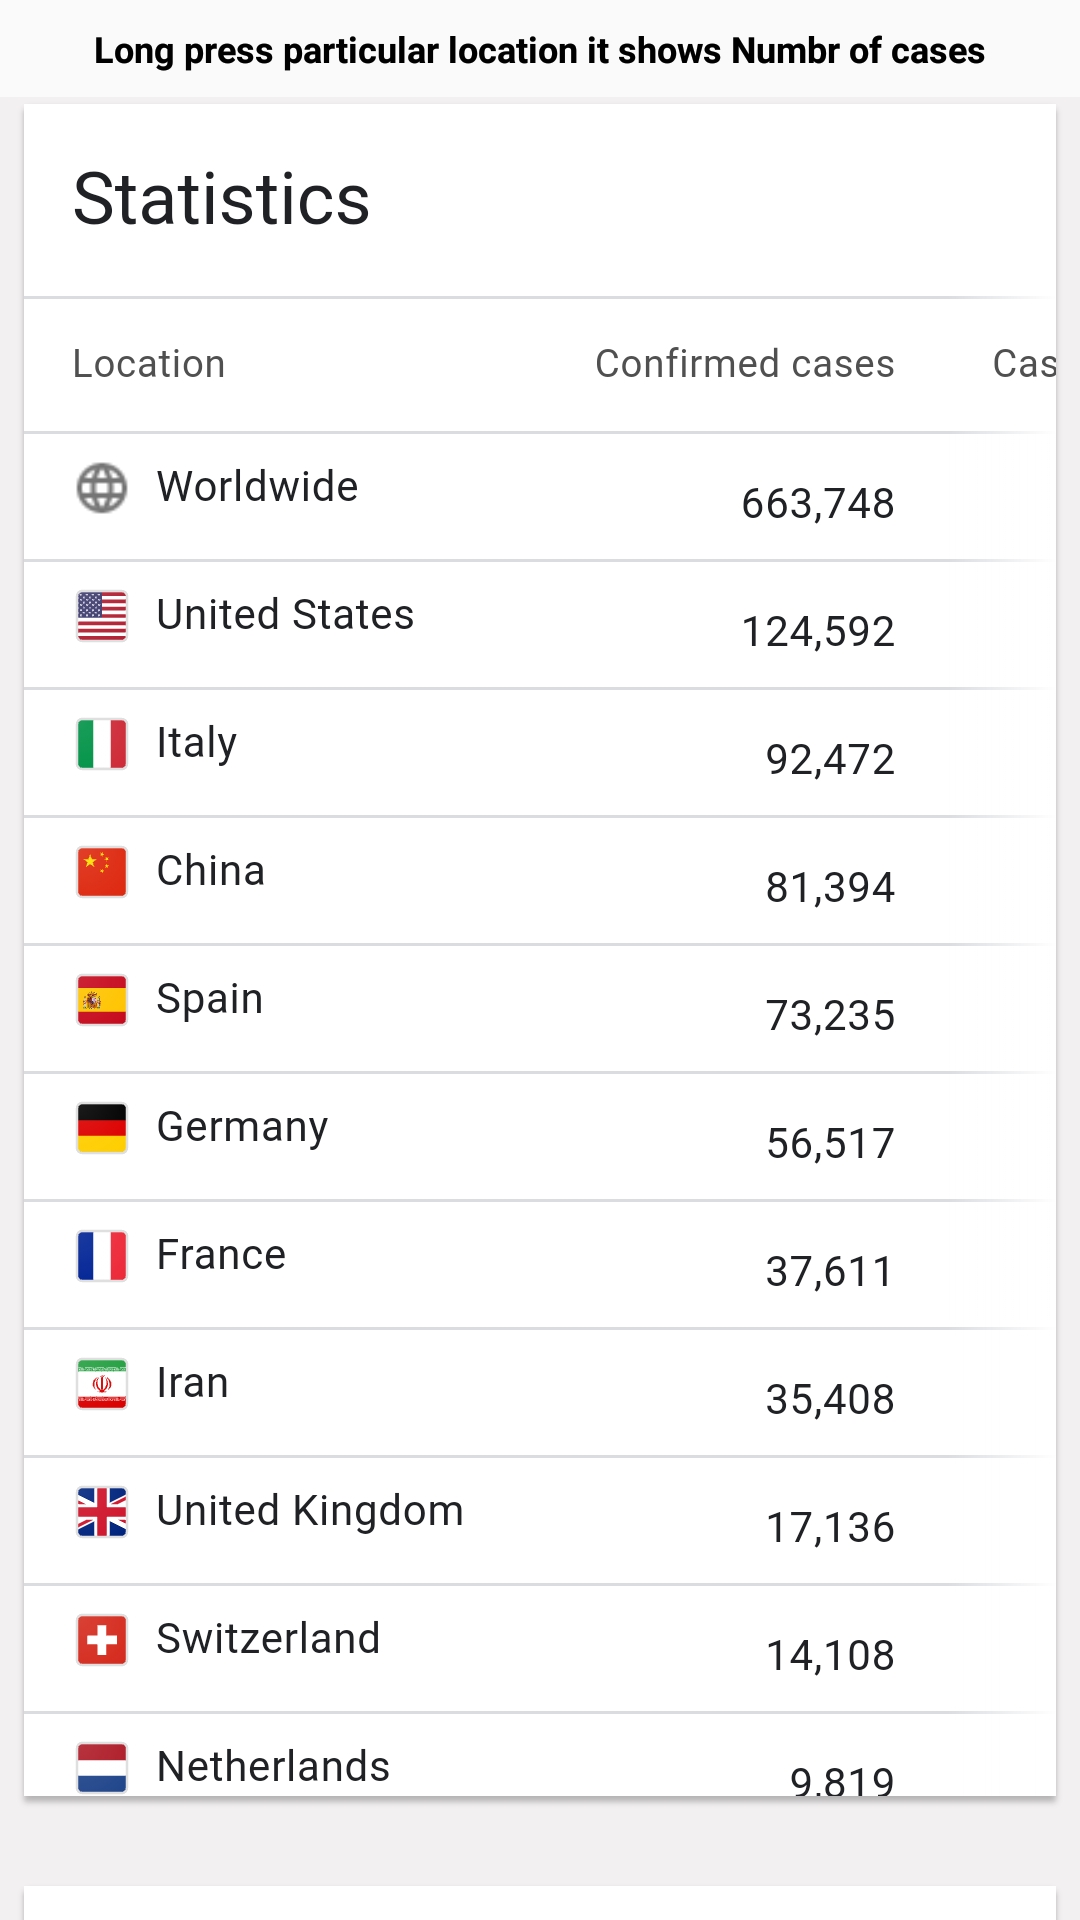 Long press particular location it shows Numbr of cases
Statistics
Location Confirmed cases Cas
Worldwide 663,748
United States 124,592
Italy 92,472
China 81,394
Spain 73,235
Germany 56,517
France 37,611
Iran 35,408
United Kingdom 17,136
Switzerland 14,108
Netherlands 9,819